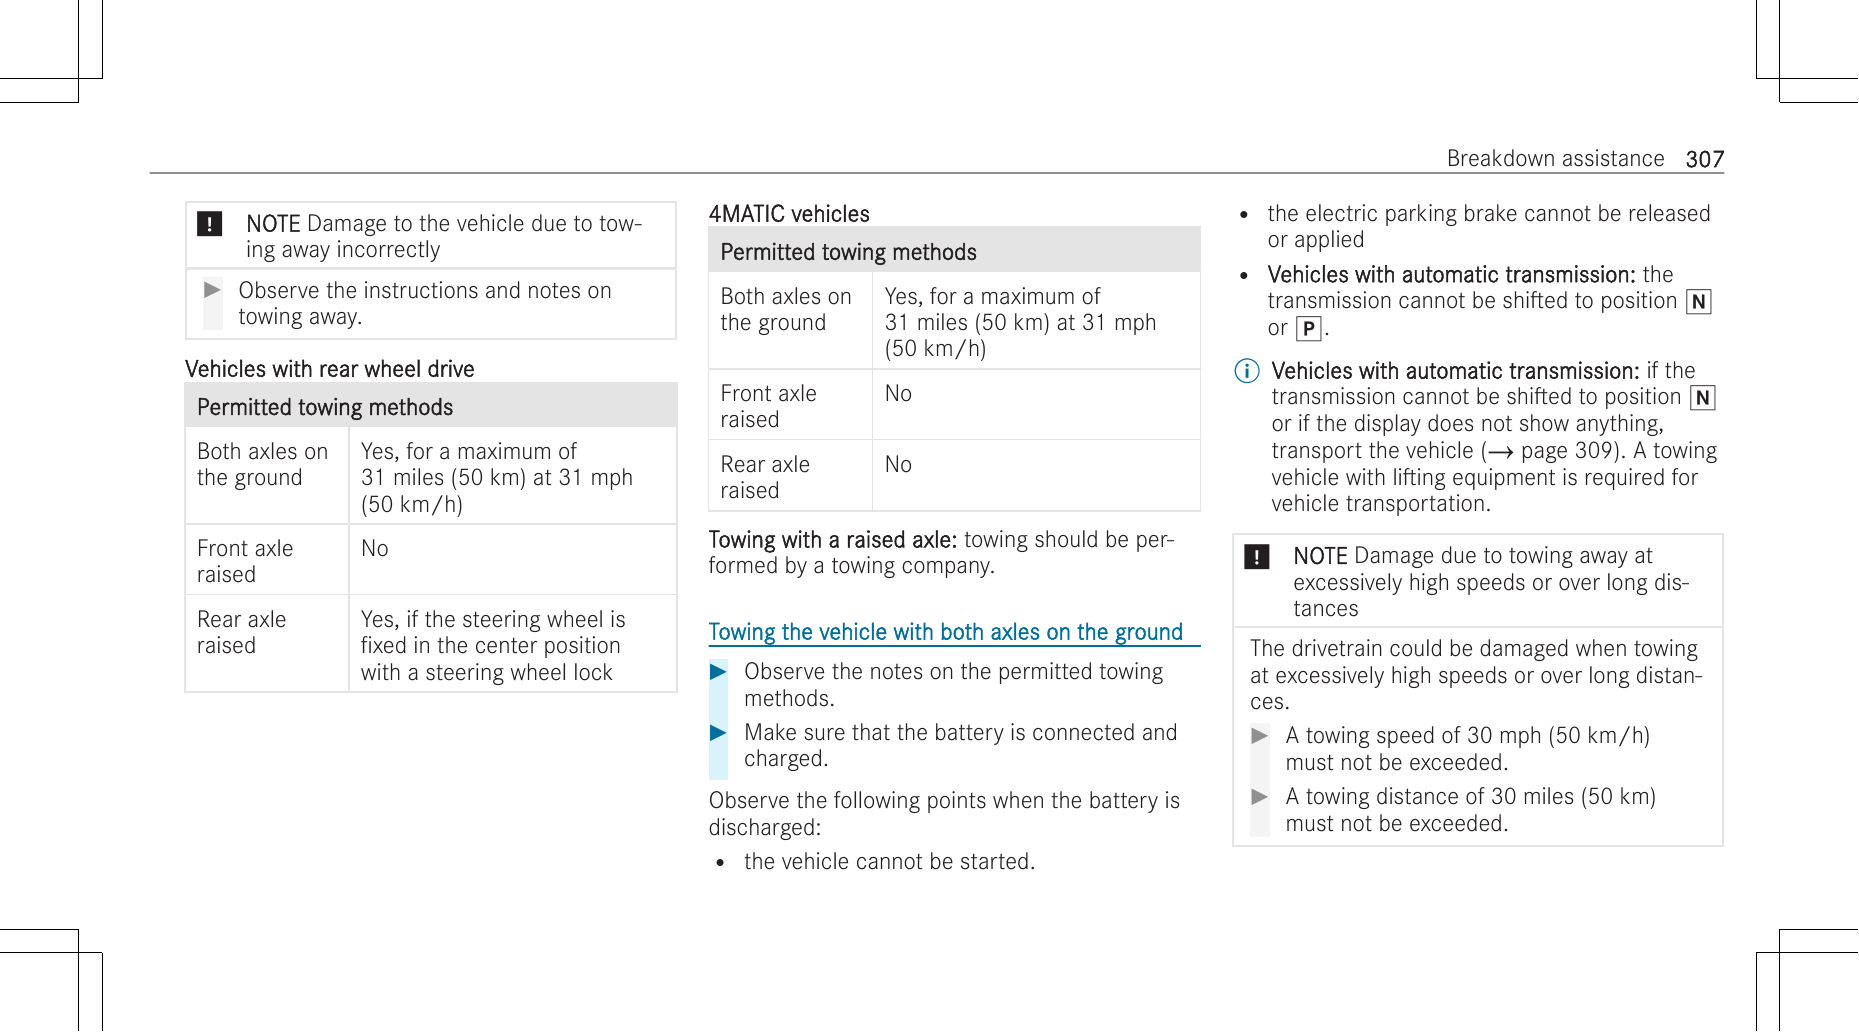 Breakdown assistance 307
! NOTE Damage to the vehicle due to tow-
ing away incorrectly
▶ Observe the instructions and notes on
towing away.
Vehicles with rear wheel drive
Permitted towing methods
Both axles on
the ground
Yes, for a maximum of
31 miles (50 km) at 31 mph
(50 km/h)
Front axle
raised
No
Rear axle
raised
Yes, if the steering wheel is
fixed in the center position
with a steering wheel lock
4MATIC vehicles
Permitted towing methods
Both axles on
the ground
Yes, for a maximum of
31 miles (50 km) at 31 mph
(50 km/h)
Front axle
raised
No
Rear axle
raised
No
Towing with a raised axle: towing should be per-
formed by a towing company.
Towing the vehicle with both axles on the ground
▶ Observe the notes on the permitted towing
methods.
▶ Make sure that the battery is connected and
charged.
Observe the following points when the battery is
discharged:
• the vehicle cannot be started.
• the electric parking brake cannot be released
or applied
• Vehicles with automatic transmission: the
transmission cannot be shifted to position N
or P.
i Vehicles with automatic transmission: if the
transmission cannot be shifted to position N
or if the display does not show anything,
transport the vehicle (→ page 309). A towing
vehicle with lifting equipment is required for
vehicle transportation.
! NOTE Damage due to towing away at
excessively high speeds or over long dis-
tances
The drivetrain could be damaged when towing
at excessively high speeds or over long distan-
ces.
▶ A towing speed of 30 mph (50 km/h)
must not be exceeded.
▶ A towing distance of 30 miles (50 km)
must not be exceeded.